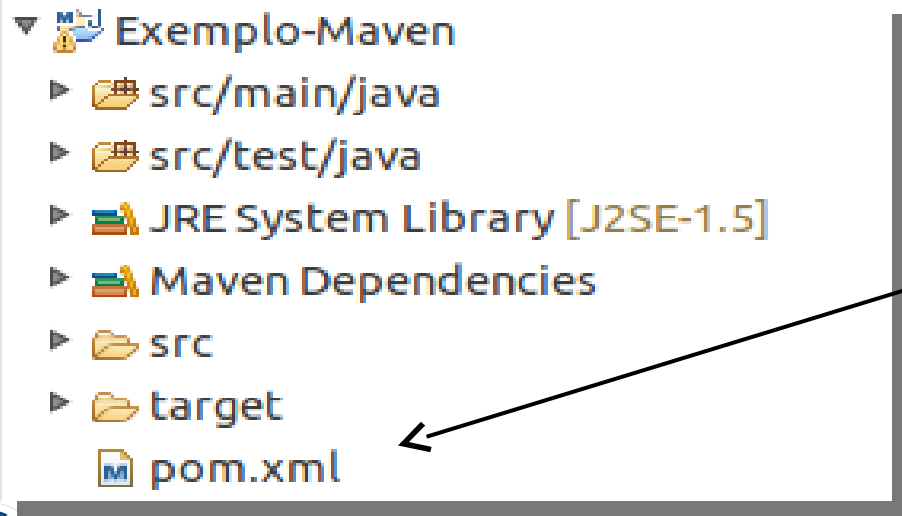 Exemplo-Maven
src/main/java
src/test/java
JRE System Library [J2SE-1.5]
Maven Dependencies
src
target
pom.xml